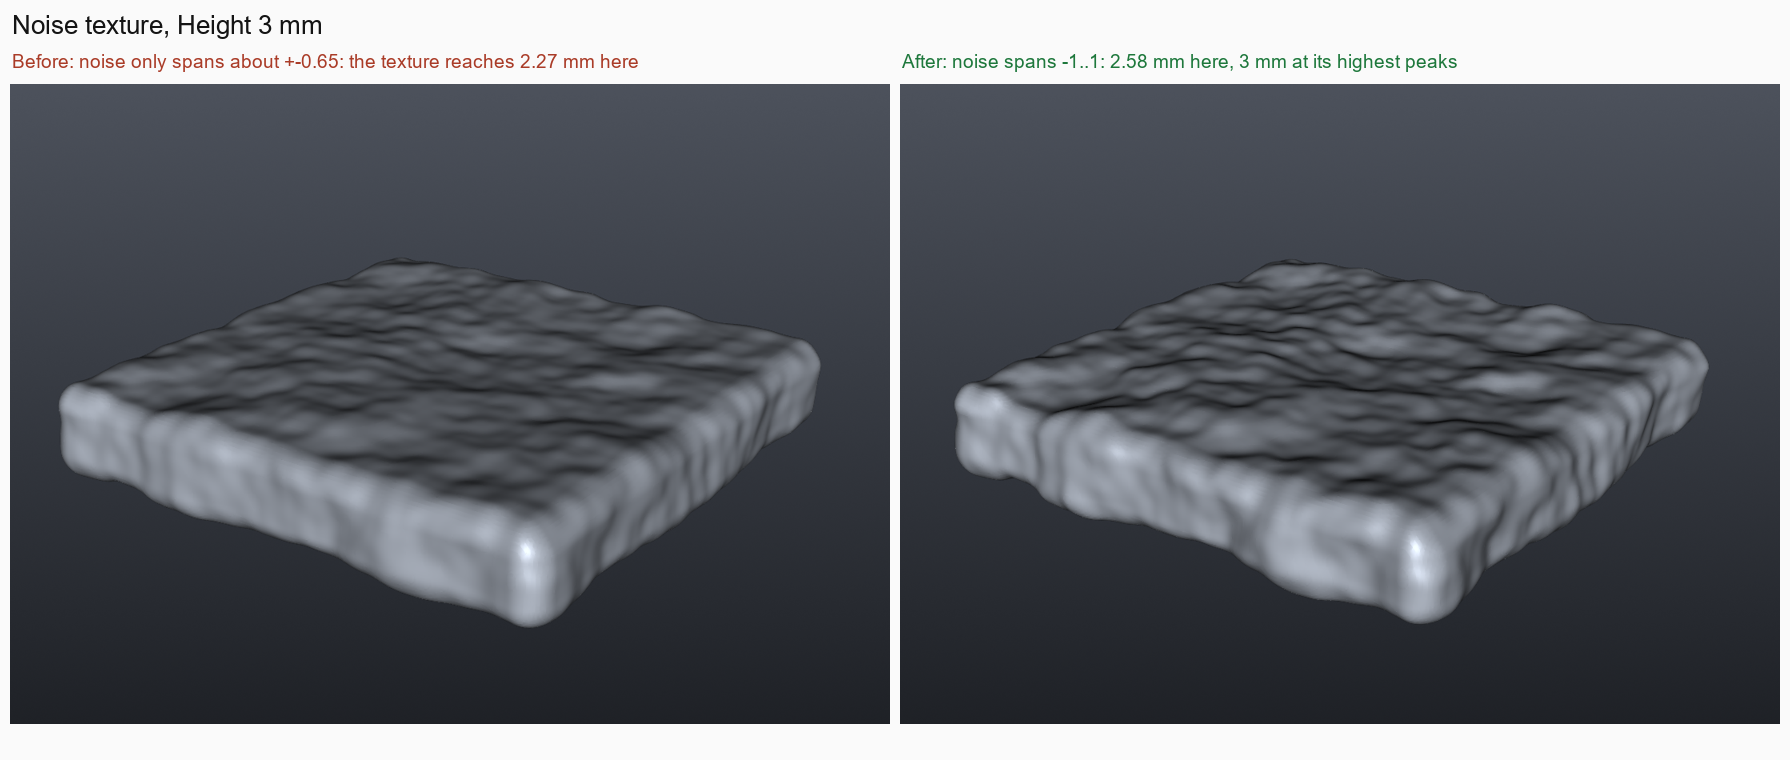 Noise texture, Height 3 mm
Before: noise only spans about +-0.65: the texture reaches 2.27 mm here
After: noise spans -1..1: 2.58 mm here, 3 mm at its highest peaks